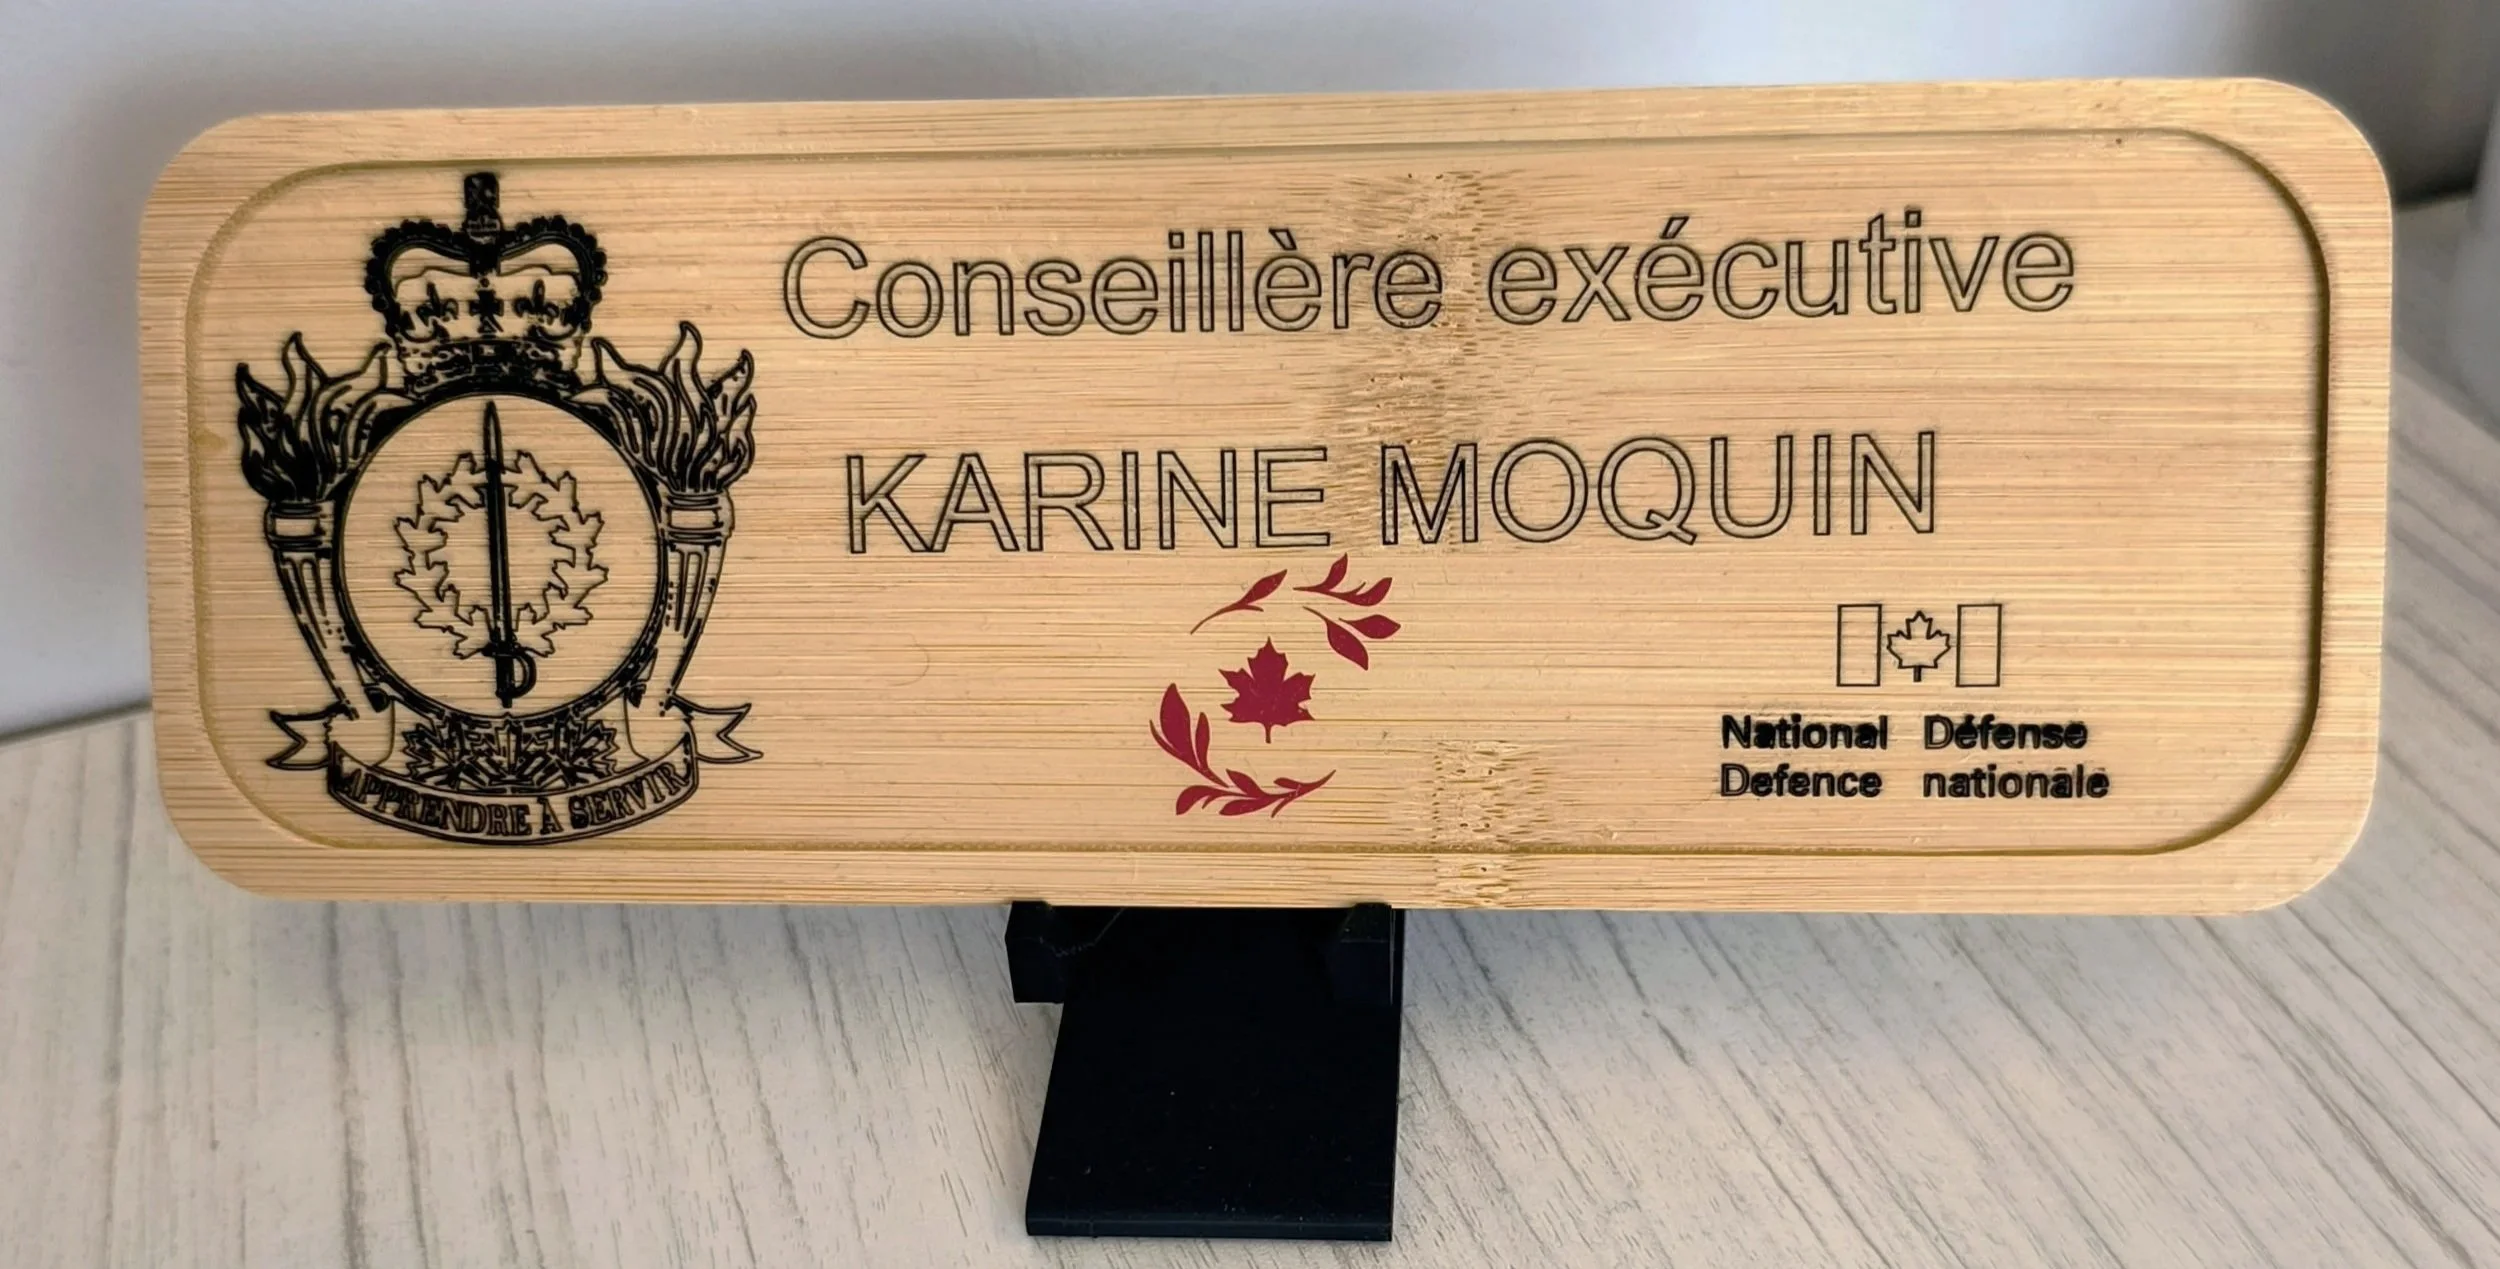 Conseillère exécutive
KARINE MOQUIN
National Défense
Defence nationale
APPRENDRE À SERVIR